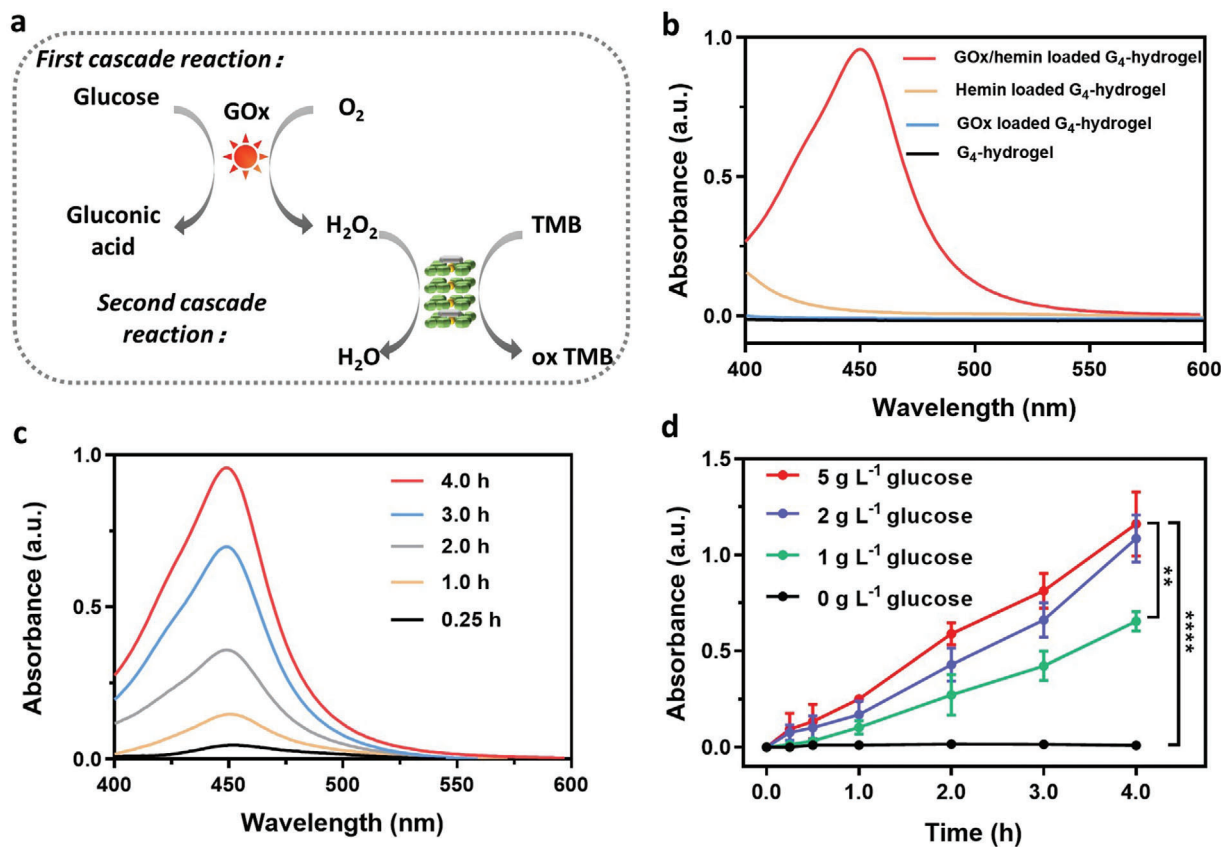 a
First cascade reaction :
Glucose
GOx
O₂
Gluconic
acid
H₂O₂
TMB
Second cascade
reaction :
H₂O
ox TMB
b
1.0
0.5
0.0
Absorbance (a.u.)
GOx/hemin loaded G₄-hydrogel
Hemin loaded G₄-hydrogel
GOx loaded G₄-hydrogel
G₄-hydrogel
400 450 500 550 600
Wavelength (nm)
c
1.0
0.5
0.0
Absorbance (a.u.)
4.0 h
3.0 h
2.0 h
1.0 h
0.25 h
400 450 500 550 600
Wavelength (nm)
d
1.5
1.0
0.5
0.0
Absorbance (a.u.)
5 g L⁻¹ glucose
2 g L⁻¹ glucose
1 g L⁻¹ glucose
0 g L⁻¹ glucose
**
****
0.0 1.0 2.0 3.0 4.0
Time (h)